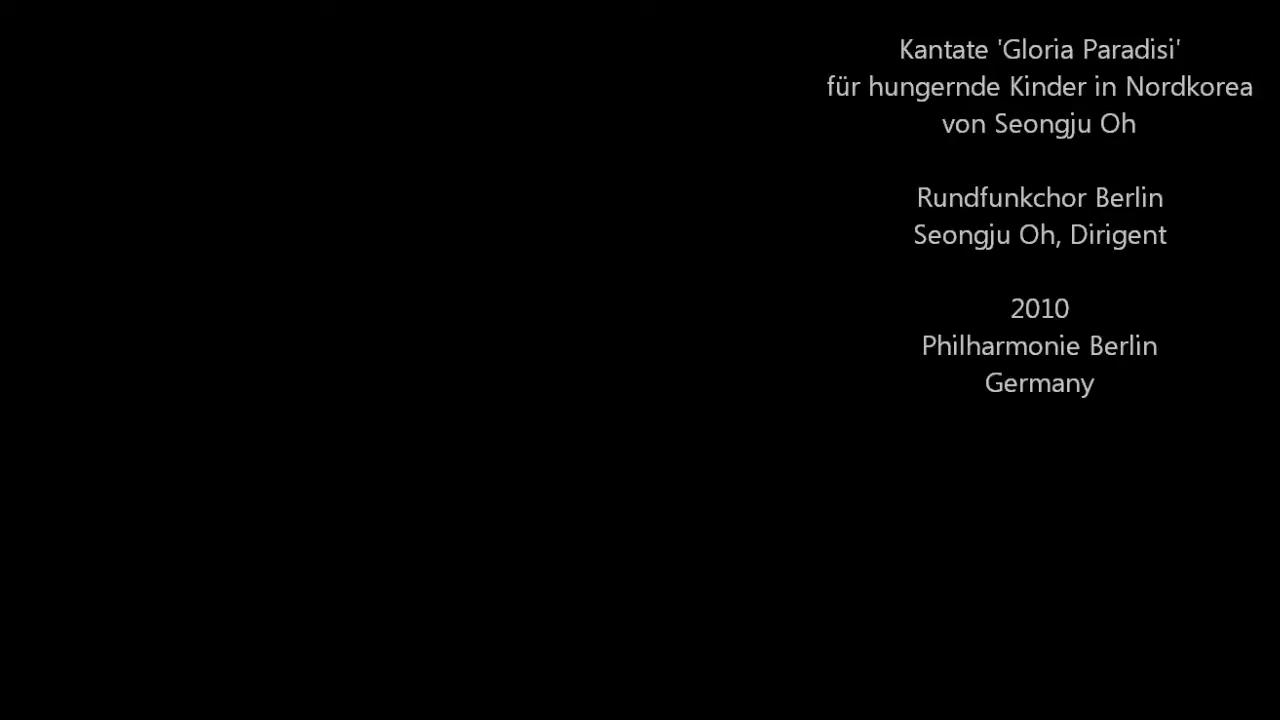 Kantate 'Gloria Paradisi'
für hungernde Kinder in Nordkorea
von Seongju Oh
Rundfunkchor Berlin
Seongju Oh, Dirigent
2010
Philharmonie Berlin
Germany